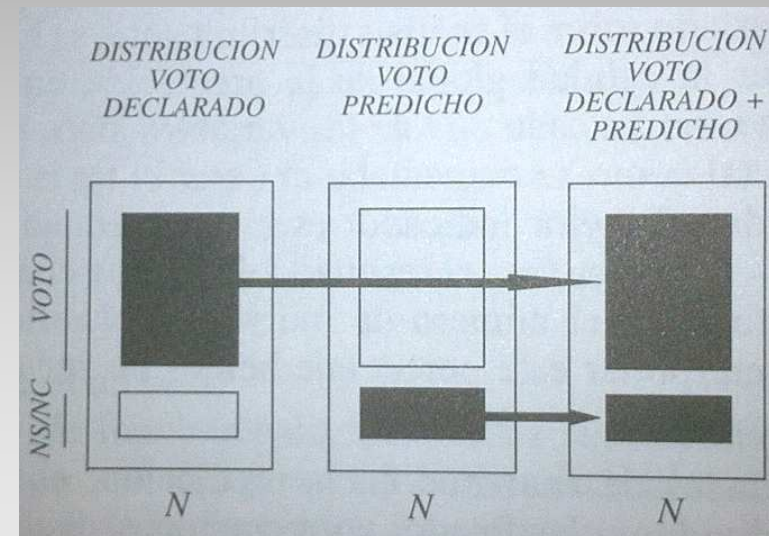 DISTRIBUCION
VOTO
DECLARADO
DISTRIBUCION
VOTO
PREDICHO
DISTRIBUCION
VOTO
DECLARADO +
PREDICHO
VOTO
NS/NC
N
N
N